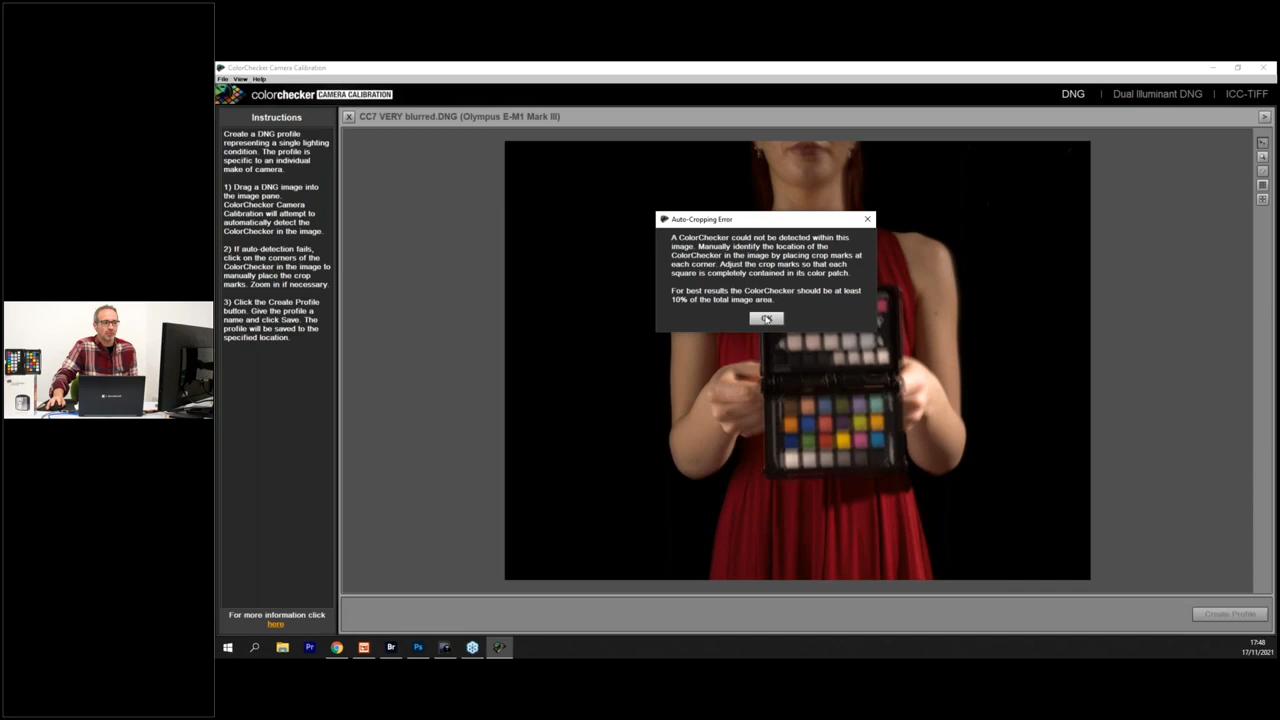 ColorChecker Camera Calibration
File View Help
colorchecker CAMERA CALIBRATION
DNG | Dual Illuminant DNG | ICC-TIFF
Instructions
Create a DNG profile
representing a single lighting
condition. The profile is
specific to an individual
make of camera.
1) Drag a DNG image into
the image pane.
ColorChecker Camera
Calibration will attempt to
automatically detect the
ColorChecker in the image.
2) If auto-detection fails,
click on the corners of the
ColorChecker in the image to
manually place the crop
marks. Zoom in if necessary.
3) Click the Create Profile
button. Give the profile a
name and click Save. The
profile will be saved to the
specified location.
For more information click
here
X CC7 VERY blurred.DNG (Olympus E-M1 Mark III) >
Auto-Cropping Error
A ColorChecker could not be detected within this
image. Manually identify the location of the
ColorChecker in the image by placing crop marks at
each corner. Adjust the crop marks so that each
square is completely contained in its color patch.
For best results the ColorChecker should be at least
10% of the total image area.
OK
Create Profile
Pr
Br
Ps
17:48
17/11/2021